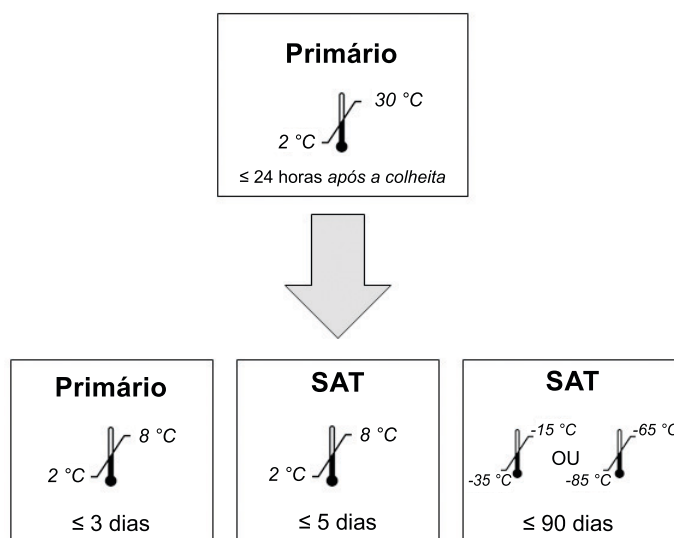 Primário
30 °C
2 °C
≤ 24 horas após a colheita
Primário
8 °C
2 °C
≤ 3 dias
SAT
8 °C
2 °C
≤ 5 dias
SAT
-15 °C
-35 °C
OU
-65 °C
-85 °C
≤ 90 dias